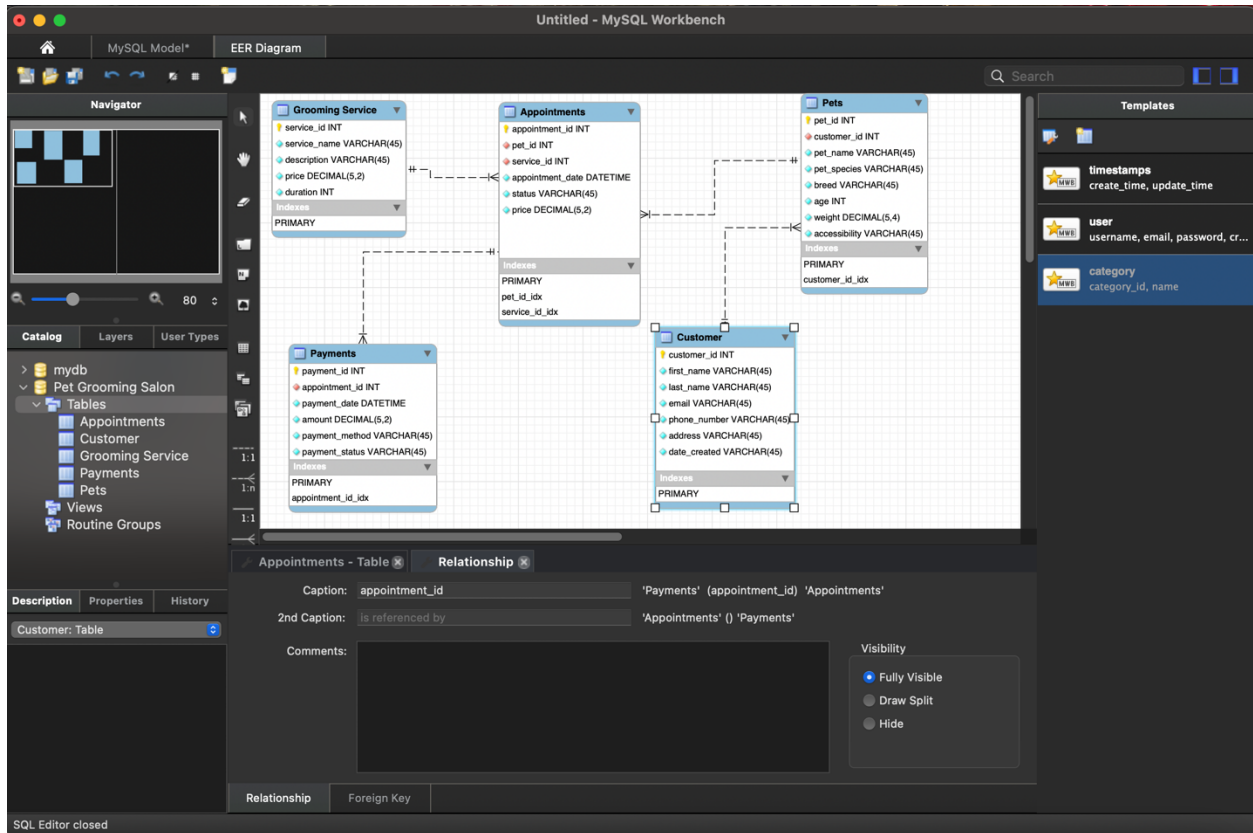 Untitled - MySQL Workbench
MySQL Model*
EER Diagram
Search
Navigator
80
Catalog
Layers
User Types
mydb
Pet Grooming Salon
Tables
Appointments
Customer
Grooming Service
Payments
Pets
Views
Routine Groups
Description
Properties
History
Customer: Table
1:1
1:n
1:1
Grooming Service
service_id INT
service_name VARCHAR(45)
description VARCHAR(45)
price DECIMAL(5,2)
duration INT
Indexes
PRIMARY
Appointments
appointment_id INT
pet_id INT
service_id INT
appointment_date DATETIME
status VARCHAR(45)
price DECIMAL(5,2)
Indexes
PRIMARY
pet_id_idx
service_id_idx
Pets
pet_id INT
customer_id INT
pet_name VARCHAR(45)
pet_species VARCHAR(45)
breed VARCHAR(45)
age INT
weight DECIMAL(5,4)
accessibility VARCHAR(45)
Indexes
PRIMARY
customer_id_idx
Payments
payment_id INT
appointment_id INT
payment_date DATETIME
amount DECIMAL(5,2)
payment_method VARCHAR(45)
payment_status VARCHAR(45)
Indexes
PRIMARY
appointment_id_idx
Customer
customer_id INT
first_name VARCHAR(45)
last_name VARCHAR(45)
email VARCHAR(45)
phone_number VARCHAR(45)
address VARCHAR(45)
date_created VARCHAR(45)
Indexes
PRIMARY
Templates
MWB
timestamps
create_time, update_time
MWB
user
username, email, password, cr...
MWB
category
category_id, name
Appointments - Table
Relationship
Caption:
appointment_id
'Payments' (appointment_id) 'Appointments'
2nd Caption:
is referenced by
'Appointments' () 'Payments'
Comments:
Visibility
Fully Visible
Draw Split
Hide
Relationship
Foreign Key
SQL Editor closed